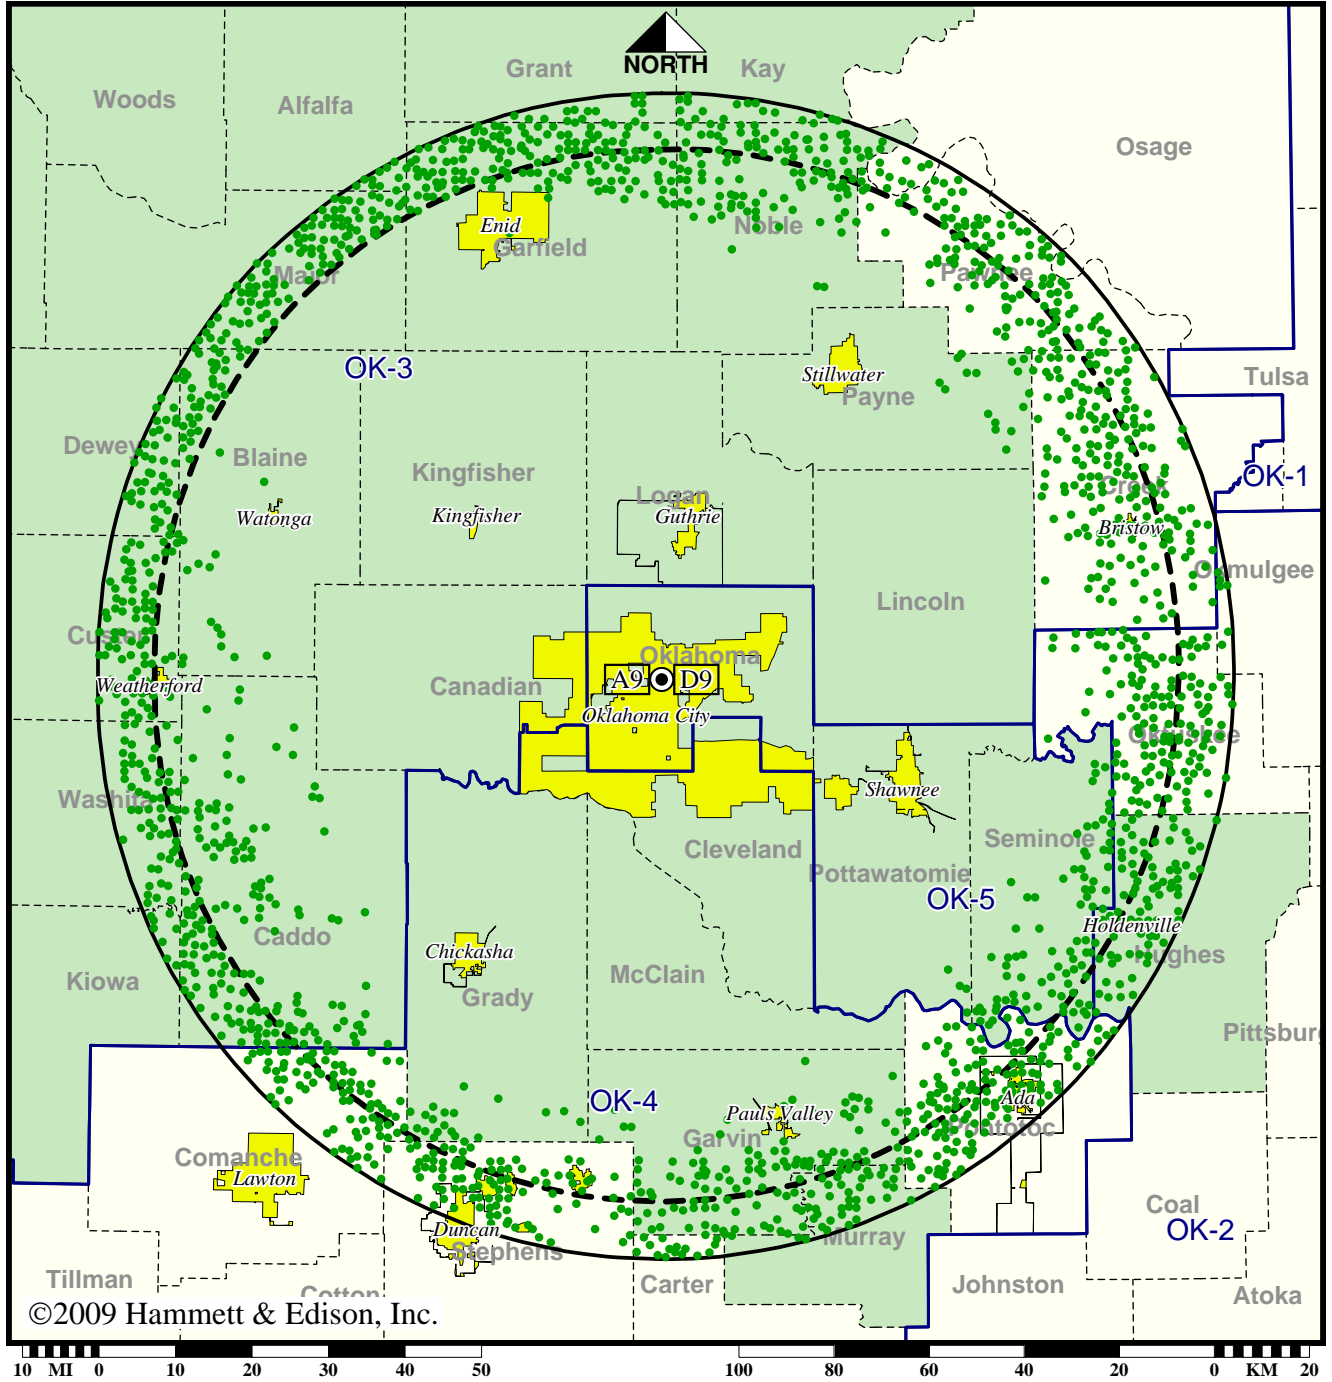 NORTH
Grant
Kay
Woods
Alfalfa
Osage
Enid
Garfield
Noble
Major
Pawnee
OK-3
Stillwater
Payne
Tulsa
Dewey
Blaine
Kingfisher
Logan
Creek
OK-1
Watonga
Kingfisher
Guthrie
Bristow
Okmulgee
Lincoln
Custer
Oklahoma
Weatherford
Canadian
A9
D9
Oklahoma City
Okfuskee
Washita
Shawnee
Cleveland
Seminole
Pottawatomie
OK-5
Caddo
Holdenville
Chickasha
Hughes
Kiowa
Grady
McClain
Pittsburg
OK-4
Pauls Valley
Ada
Garvin
Pontotoc
Comanche
Lawton
Coal
Duncan
OK-2
Stephens
Murray
Tillman
Cotton
Carter
Johnston
Atoka
©2009 Hammett & Edison, Inc.
10 MI 0 10 20 30 40 50 100 80 60 40 20 0 KM 20